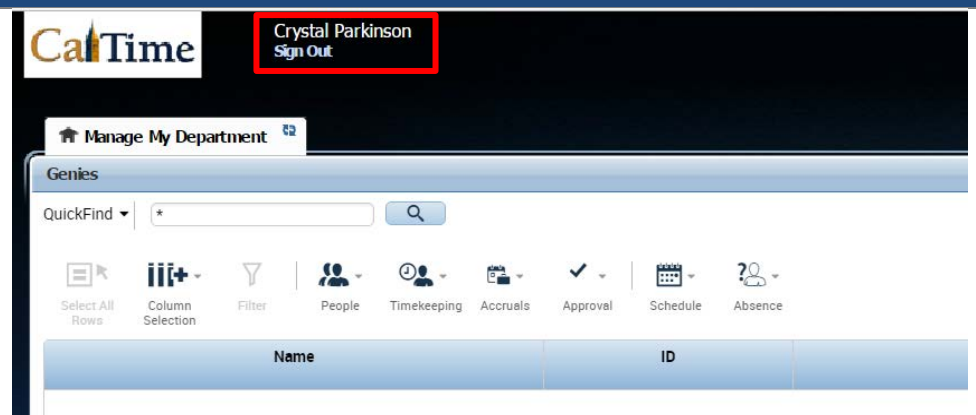 CalTime
Crystal Parkinson
Sign Out
Manage My Department
Genies
QuickFind
*
Select All Rows
Column Selection
Filter
People
Timekeeping
Accruals
Approval
Schedule
Absence
Name
ID